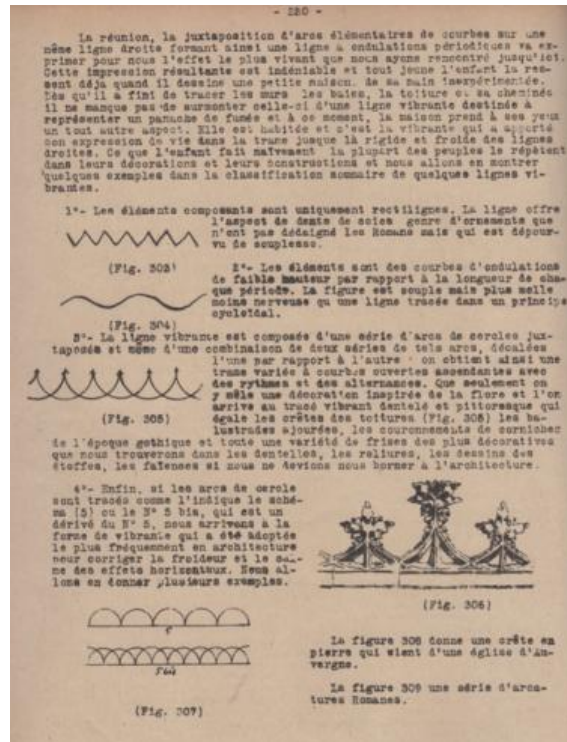 - 220 -
La réunion, la juxtaposition d'arcs élémentaires de courbes sur une
même ligne droite formant ainsi une ligne à ondulations périodiques va ex-
primer pour nous l'effet le plus vivant que nous ayons rencontré jusqu'ici.
Cette impression résultante est indéniable et tout jeune l'enfant la res-
sent déja quand il dessine une petite maison, de sa main inexpérimentée.
Dès qu'il a fini de tracer les murs les baies, la toiture et sa cheminée
il ne manque pas de surmonter celle-ci d'une ligne vibrante destinée à
représenter un panache de fumée et à ce moment, la maison prend à ses yeux
un tout autre aspect. Elle est habitée et c'est la vibrante qui a apporté
son expression de vie dans la trame jusque là rigide et froide des lignes
droites. Ce que l'enfant fait naïvement la plupart des peuples le répètent
dans leurs décorations et leurs constructions et nous allons en montrer
quelques exemples dans la classification sommaire de quelques lignes vi-
brantes.
1°- Les éléments composants sont uniquement rectilignes. La ligne offre
l'aspect de dents de scies genre d'ornements que
n'ont pas dédaigné les Romans mais qui est dépour-
vu de souplesse.
(Fig. 303)
2°- Les éléments sont des courbes d'ondulations
de faible hauteur par rapport à la longueur de cha-
que période. La figure est souple mais plus molle
moins nerveuse qu une ligne tracée dans un principe
cycloïdal.
(Fig. 304)
3°- La ligne vibrante est composée d'une série d'arcs de cercles jux-
taposés et même d'une combinaison de deux séries de tels arcs, décalées
l'une par rapport à l'autre on obtient ainsi une
trame variée à courbes ouvertes ascendantes avec
des rythmes et des alternances. Que seulement on
y mêle une décoration inspirée de la flore et l'on
arrive au tracé vibrant dentelé et pittoresque qui
égale les crêtes des toitures (Fig. 306) les ba-
lustrades ajourées, les couronnements de corniches
(Fig. 305)
de l'époque gothique et toute une variété de frises des plus décoratives
que nous trouverons dans les dentelles, les reliures, les dessins des
étoffes, les faïences si nous ne devions nous borner à l'architecture.
4°- Enfin, si les arcs de cercle
sont tracés comme l'indique le sché-
ma (5) ou le N° 5 bis, qui est un
dérivé du N° 5, nous arrivons à la
forme de vibrante qui a été adoptée
le plus fréquemment en architecture
pour corriger la froideur et le cal-
me des effets horizontaux. Nous al-
lons en donner plusieurs exemples.
(Fig. 306)
(Fig. 307)
La figure 308 donne une crête en
pierre qui vient d'une église d'Au-
vergne.
La figure 309 une série d'arca-
tures Romanes.